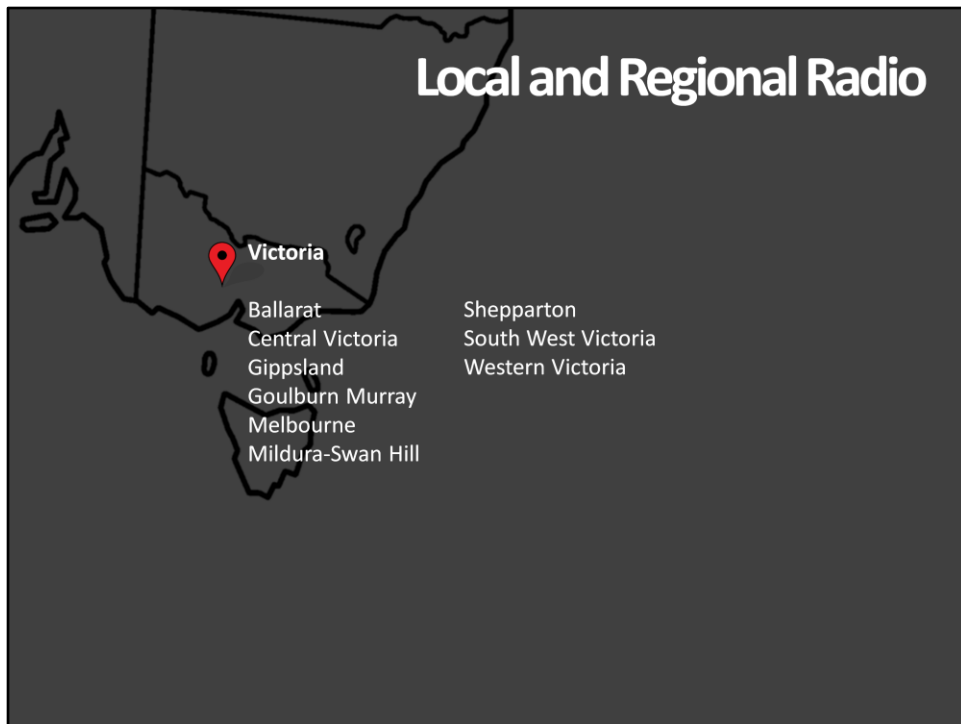 Local and Regional Radio
Victoria
Ballarat
Central Victoria
Gippsland
Goulburn Murray
Melbourne
Mildura-Swan Hill
Shepparton
South West Victoria
Western Victoria